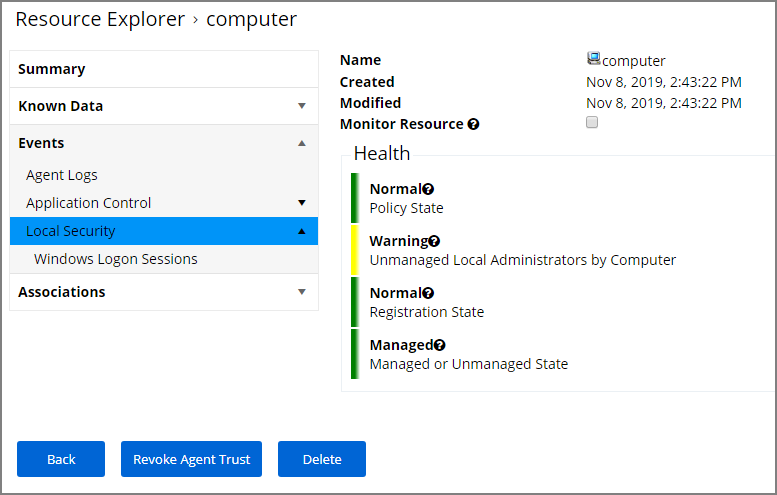 Resource Explorer › computer
Summary
Known Data
Events
Agent Logs
Application Control
Local Security
Windows Logon Sessions
Associations
Name computer
Created Nov 8, 2019, 2:43:22 PM
Modified Nov 8, 2019, 2:43:22 PM
Monitor Resource ?
Health
Normal?
Policy State
Warning?
Unmanaged Local Administrators by Computer
Normal?
Registration State
Managed?
Managed or Unmanaged State
Back Revoke Agent Trust Delete